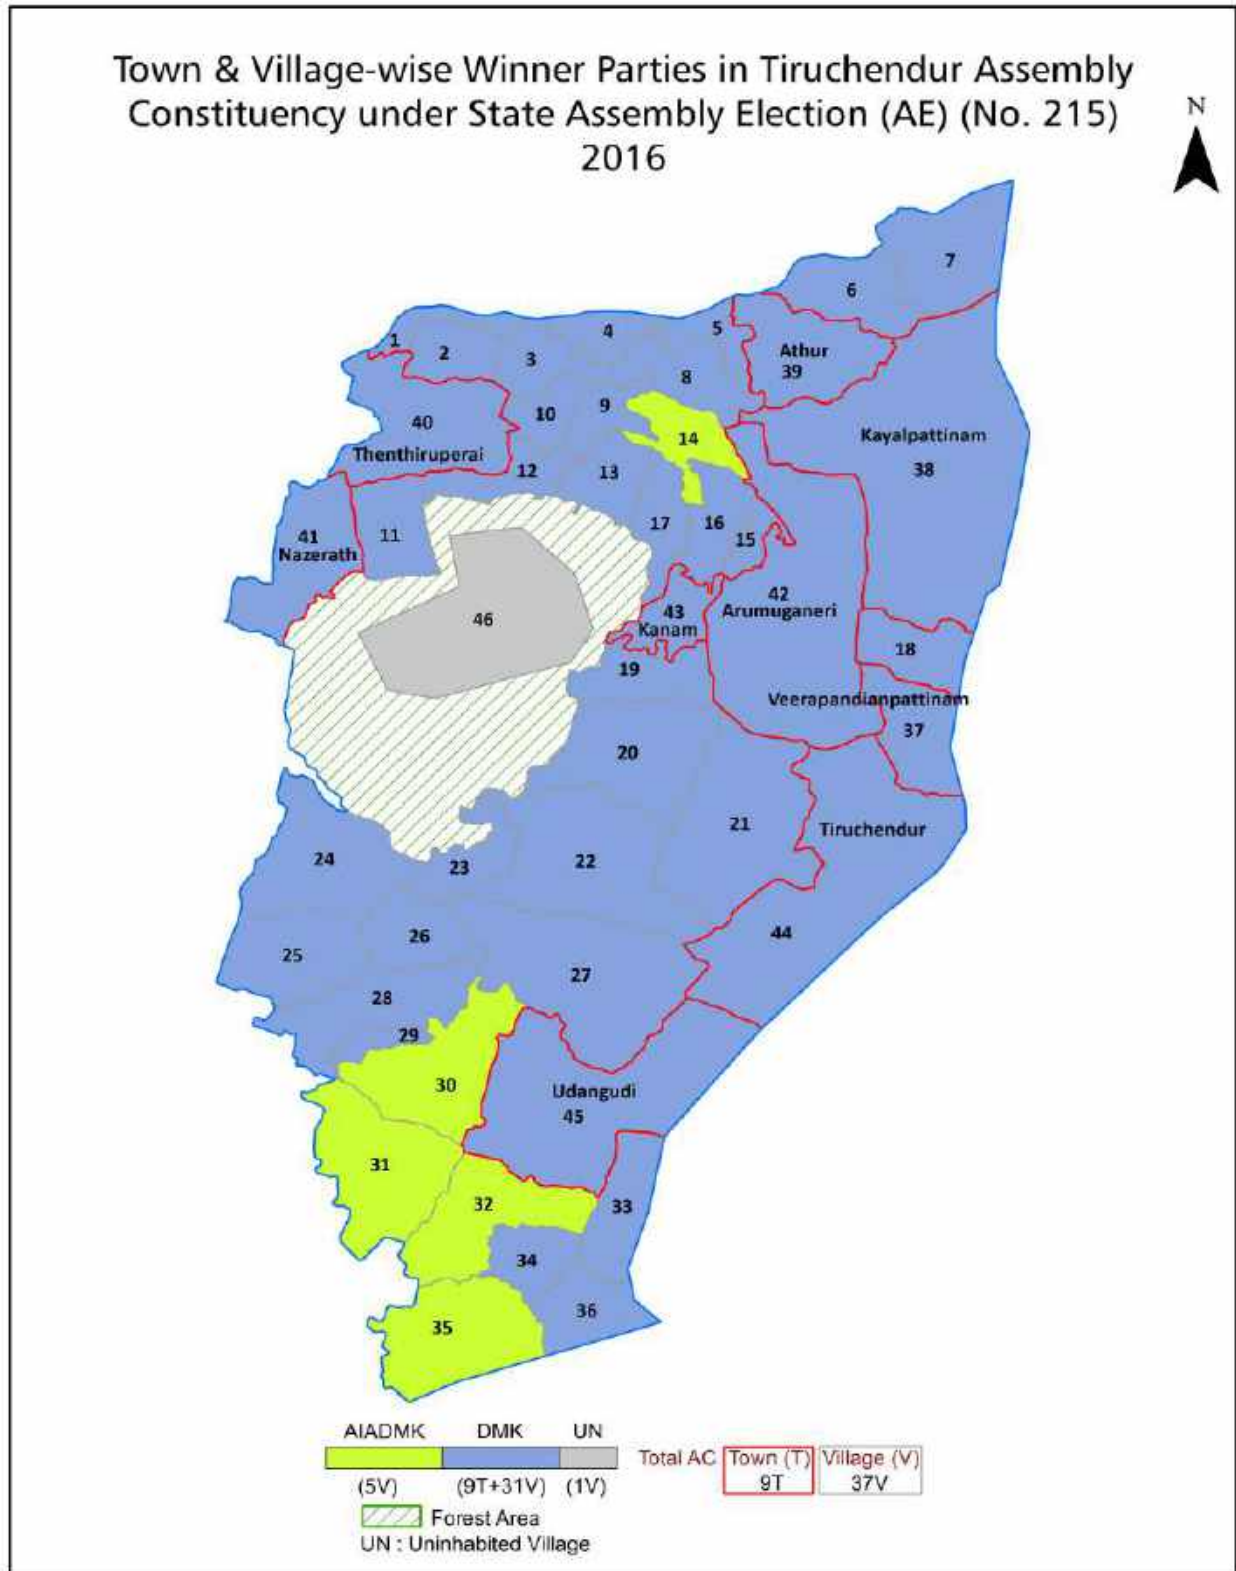 Town & Village-wise Winner Parties in Tiruchendur Assembly
Constituency under State Assembly Election (AE) (No. 215)
2016
N
7
6
4
5
1
2
3
Athur
39
8
9
10
40
14
Kayalpattinam
38
Thenthiruperai
12
13
17
16
15
41
Nazerath
11
42
Arumuganeri
43
Kanam
46
18
19
Veerapandianpattinam
37
20
21
Tiruchendur
24
23
22
44
26
25
27
28
29
30
Udangudi
45
31
32
33
34
36
35
AIADMK DMK UN
(5V) (9T+31V) (1V)
Total AC Town (T) Village (V)
9T 37V
Forest Area
UN : Uninhabited Village